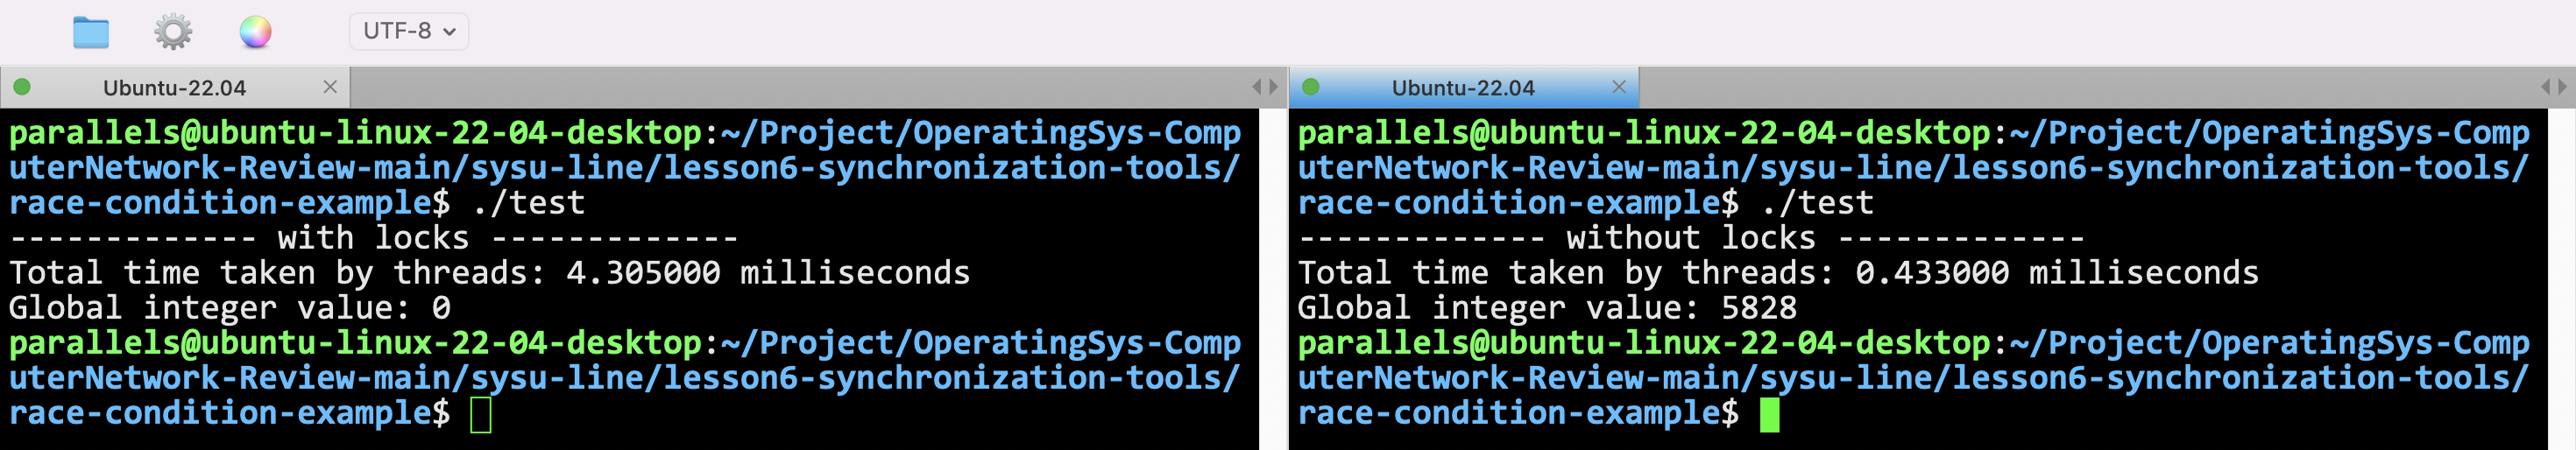 UTF-8
Ubuntu-22.04
parallels@ubuntu-linux-22-04-desktop:~/Project/OperatingSys-Comp
uterNetwork-Review-main/sysu-line/lesson6-synchronization-tools/
race-condition-example$ ./test
------------- with locks -------------
Total time taken by threads: 4.305000 milliseconds
Global integer value: 0
parallels@ubuntu-linux-22-04-desktop:~/Project/OperatingSys-Comp
uterNetwork-Review-main/sysu-line/lesson6-synchronization-tools/
race-condition-example$
Ubuntu-22.04
parallels@ubuntu-linux-22-04-desktop:~/Project/OperatingSys-Comp
uterNetwork-Review-main/sysu-line/lesson6-synchronization-tools/
race-condition-example$ ./test
------------- without locks -------------
Total time taken by threads: 0.433000 milliseconds
Global integer value: 5828
parallels@ubuntu-linux-22-04-desktop:~/Project/OperatingSys-Comp
uterNetwork-Review-main/sysu-line/lesson6-synchronization-tools/
race-condition-example$